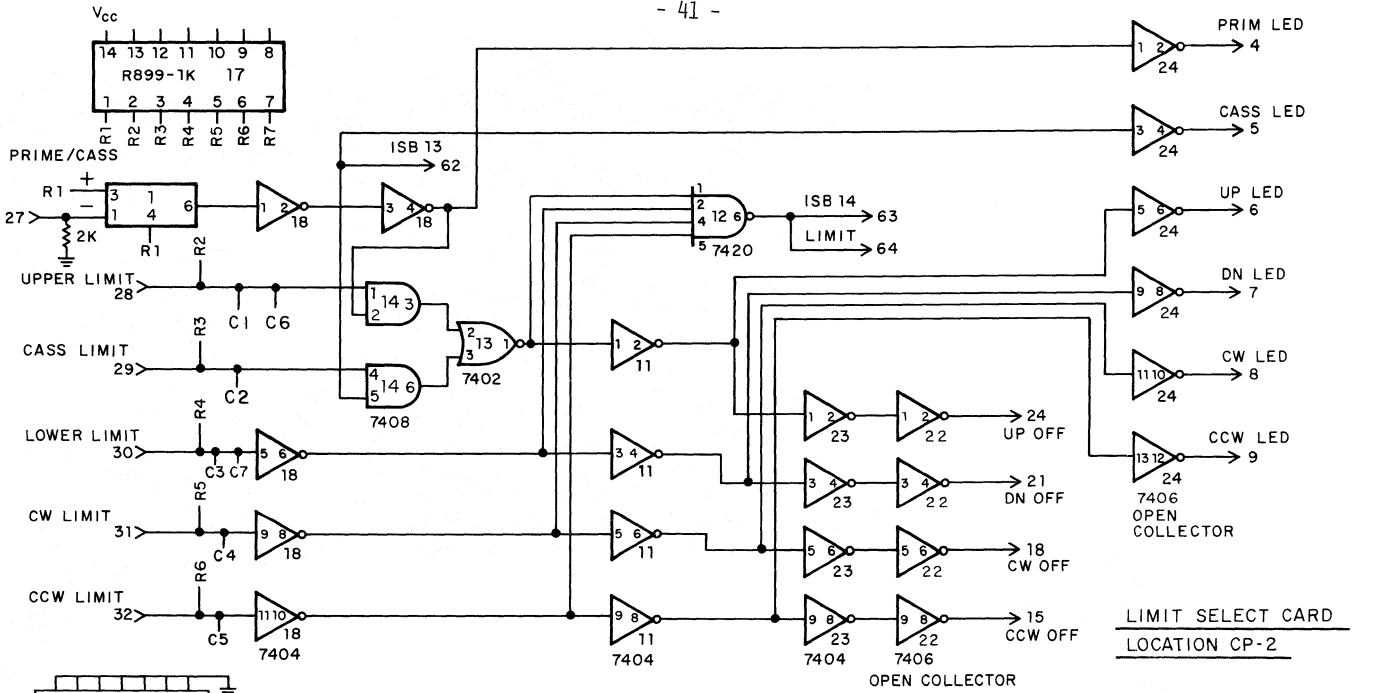 - 41 -
Vcc
14 13 12 11 10 9 8
R899-1K 17
1 2 3 4 5 6 7
R1 R2 R3 R4 R5 R6 R7
PRIM LED
1 2
4
24
CASS LED
3 4
5
24
ISB 13
62
PRIME/CASS
R1 + 3 1
27 − 1 4 6
2K
R1
1 2
18
3 4
18
R2
UPPER LIMIT
28
C1 C6
1
2 14 3
R3
CASS LIMIT
29
C2
4
5 14 6
7408
2
3 13 1
7402
1
2
4
5
12 6
7420
ISB 14
63
LIMIT
64
UP LED
5 6
6
24
DN LED
9 8
7
24
CW LED
11 10
8
24
CCW LED
13 12
9
24
7406
OPEN
COLLECTOR
1 2
11
1 2
23
1 2
22
24
UP OFF
R4
LOWER LIMIT
30
C3 C7
5 6
18
3 4
11
3 4
23
3 4
22
21
DN OFF
R5
CW LIMIT
31
C4
9 8
18
5 6
11
5 6
23
5 6
22
18
CW OFF
R6
CCW LIMIT
32
C5
11 10
18
7404
9 8
11
7404
9 8
23
7404
9 8
22
7406
OPEN COLLECTOR
15
CCW OFF
LIMIT SELECT CARD
LOCATION CP-2